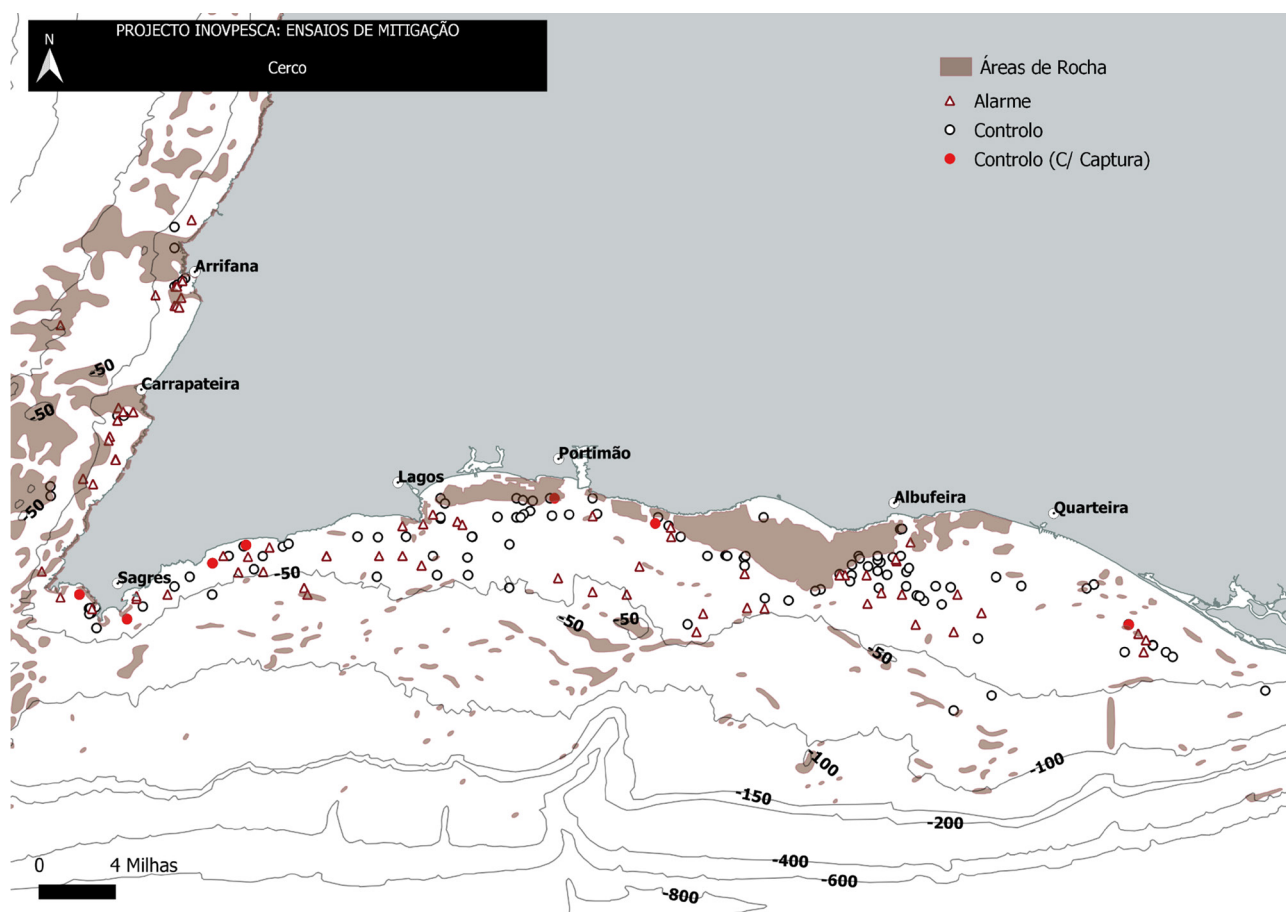 PROJECTO INOVPESCA: ENSAIOS DE MITIGAÇÃO
N
Cerco
Áreas de Rocha
Alarme
Controlo
Controlo (C/ Captura)
Arrifana
-50
Carrapateira
-50
Portimão
Lagos
Albufeira
Quarteira
-50
-50
Sagres
-50
-50
-50
-100
-100
-150
-200
-400
-600
-800
0 4 Milhas